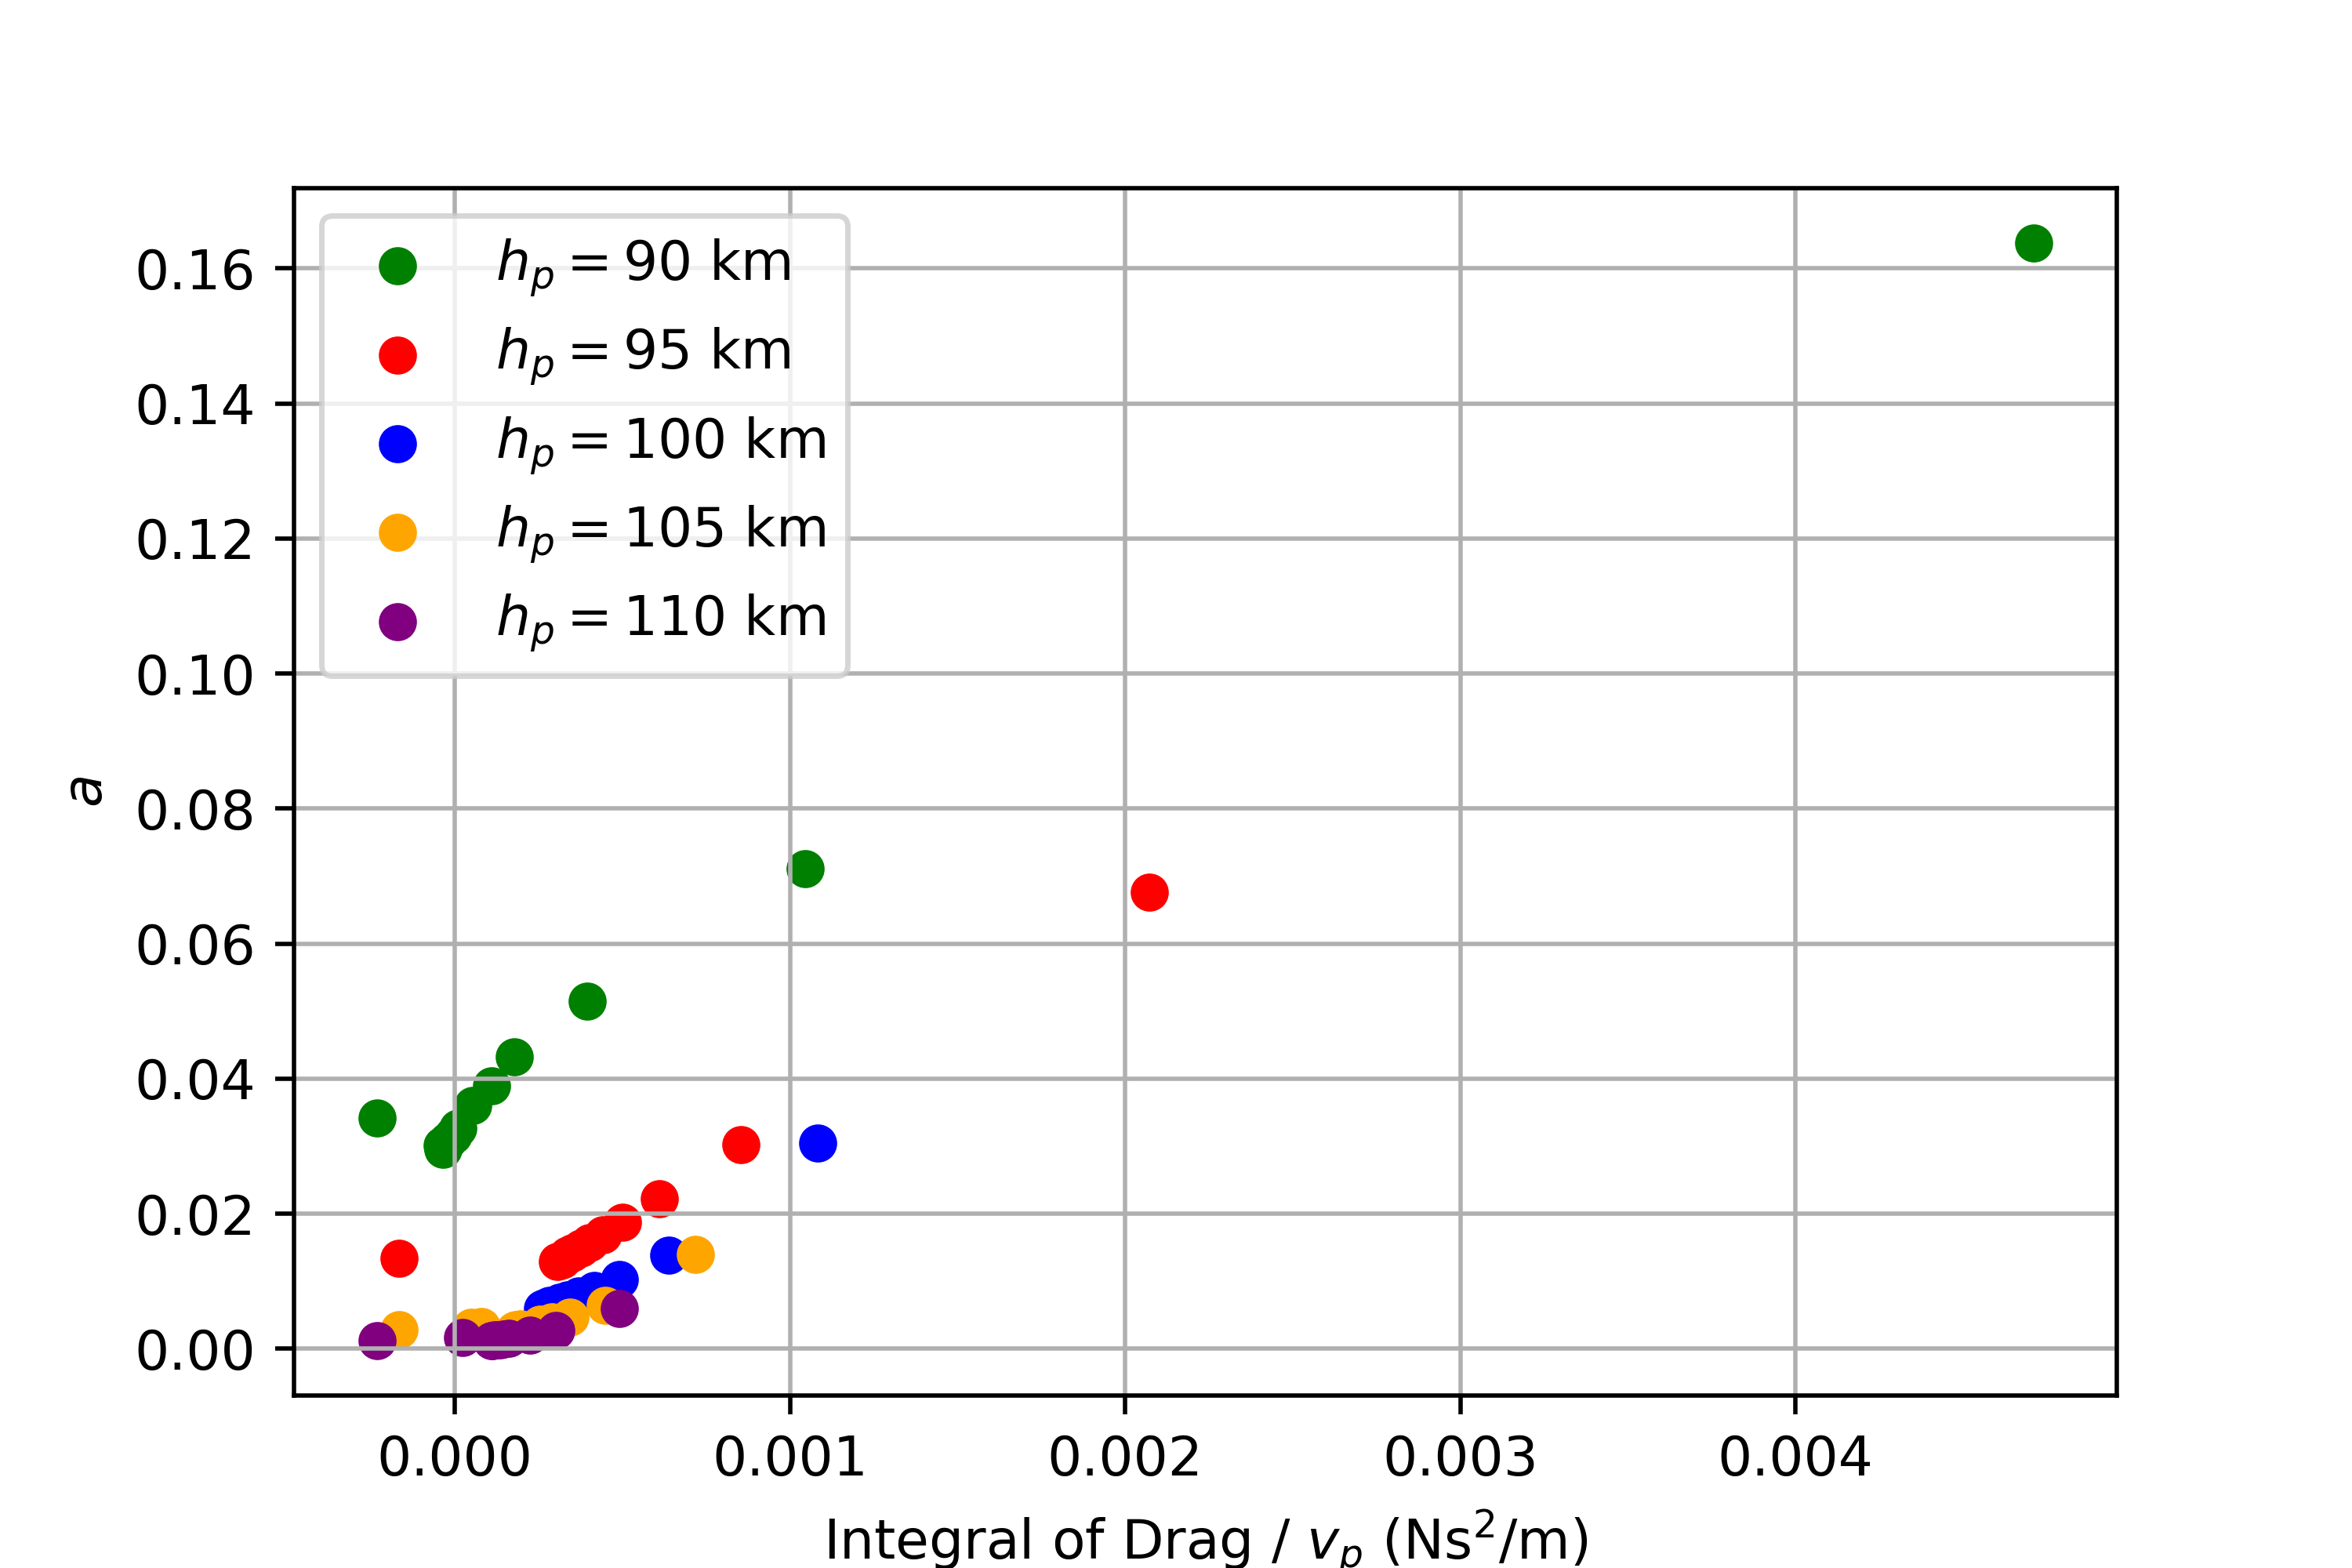 h_p = 90 km
h_p = 95 km
h_p = 100 km
h_p = 105 km
h_p = 110 km
0.16
0.14
0.12
0.10
0.08
0.06
0.04
0.02
0.00
a
0.000 0.001 0.002 0.003 0.004
Integral of Drag / v_p (Ns²/m)